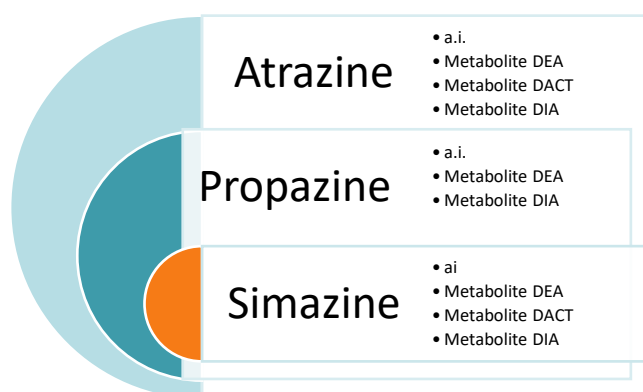 Atrazine
• a.i.
• Metabolite DEA
• Metabolite DACT
• Metabolite DIA
Propazine
• a.i.
• Metabolite DEA
• Metabolite DIA
Simazine
• ai
• Metabolite DEA
• Metabolite DACT
• Metabolite DIA